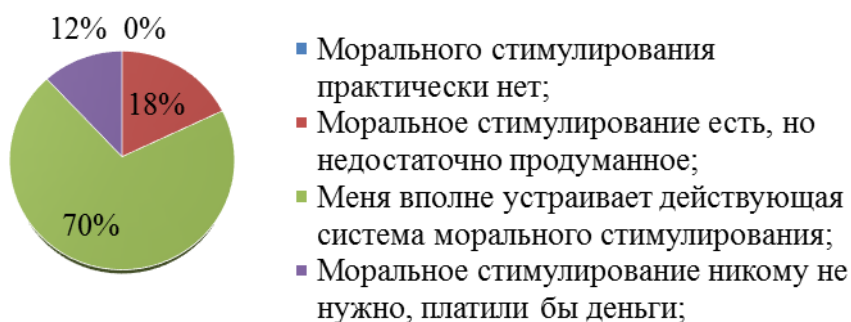 12% 0%
18%
70%
Морального стимулирования
практически нет;
Моральное стимулирование есть, но
недостаточно продуманное;
Меня вполне устраивает действующая
система морального стимулирования;
Моральное стимулирование никому не
нужно, платили бы деньги;